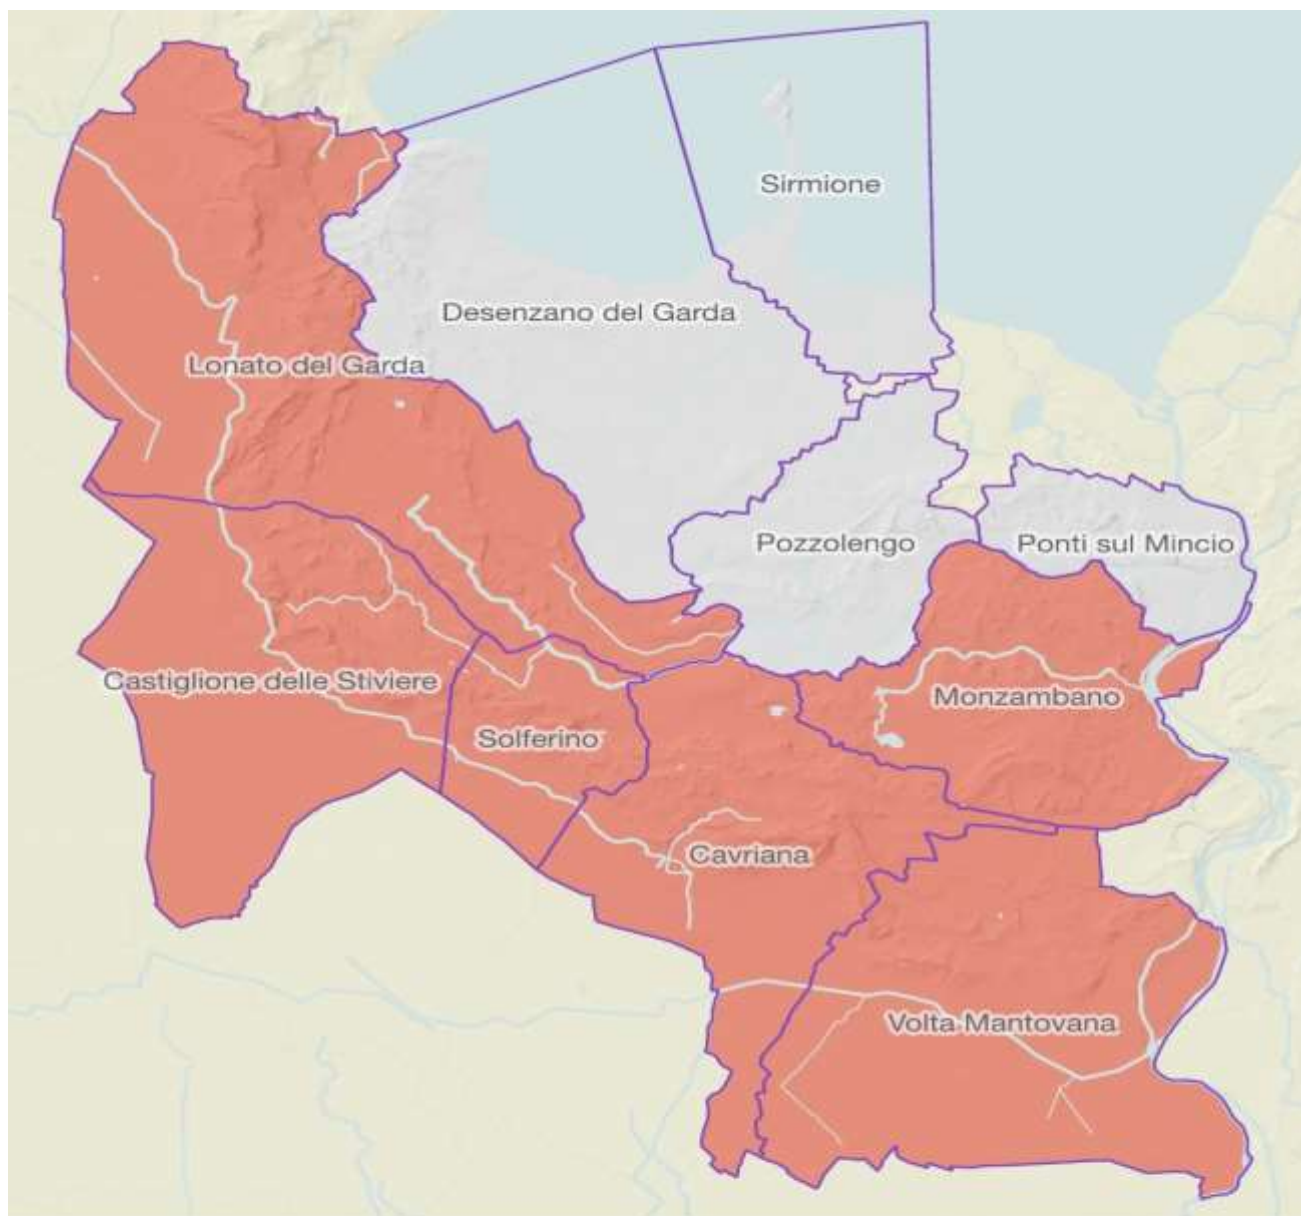 Sirmione
Desenzano del Garda
Lonato del Garda
Pozzolengo
Ponti sul Mincio
Castiglione delle Stiviere
Monzambano
Solferino
Cavriana
Volta Mantovana